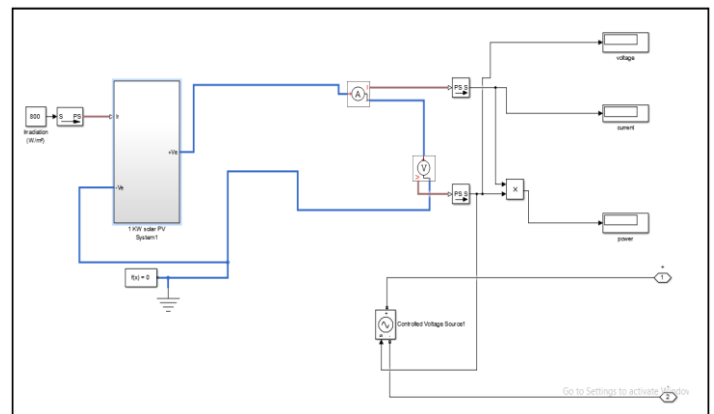 voltage
800
S PS
Irradiation
(W/m²)
Ir
+Ve
-Ve
1 KW solar PV
System1
A
I
PS S
current
V
PS S
×
power
f(x) = 0
+
1
Controlled Voltage Source1
+
-
Go to Settings to activate Windows
2